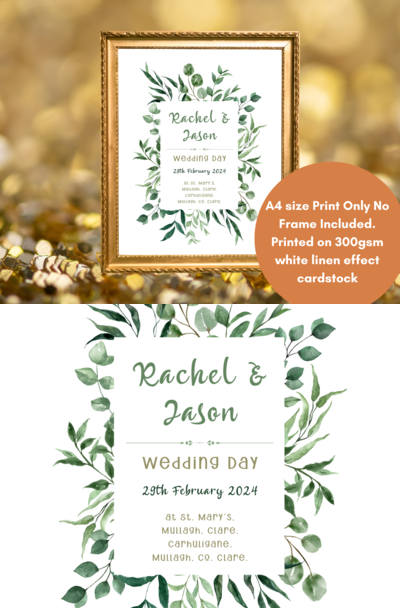 Rachel &
Jason
Wedding Day
29th February 2024
at St. Mary's,
Mullagh, Clare,
Carhuligane,
Mullagh, Co. Clare.
A4 size Print Only No
Frame Included.
Printed on 300gsm
white linen effect
cardstock
Rachel &
Jason
Wedding Day
29th February 2024
at St. Mary's,
Mullagh, Clare,
Carhuligane,
Mullagh, Co. Clare.